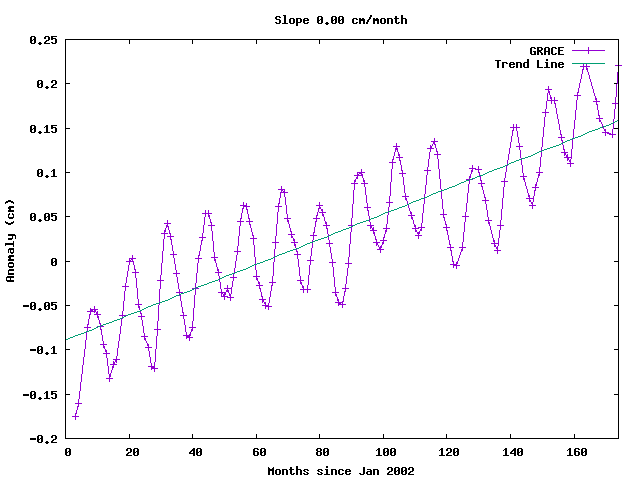 Slope 0.00 cm/month
GRACE
Trend Line
0.25
0.2
0.15
0.1
0.05
0
-0.05
-0.1
-0.15
-0.2
Anomaly (cm)
0 20 40 60 80 100 120 140 160
Months since Jan 2002